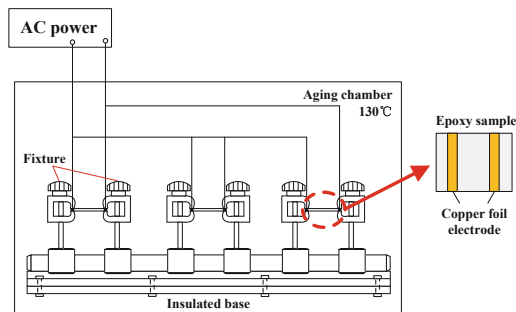 AC power
Aging chamber
130℃
Fixture
Epoxy sample
Copper foil
electrode
Insulated base